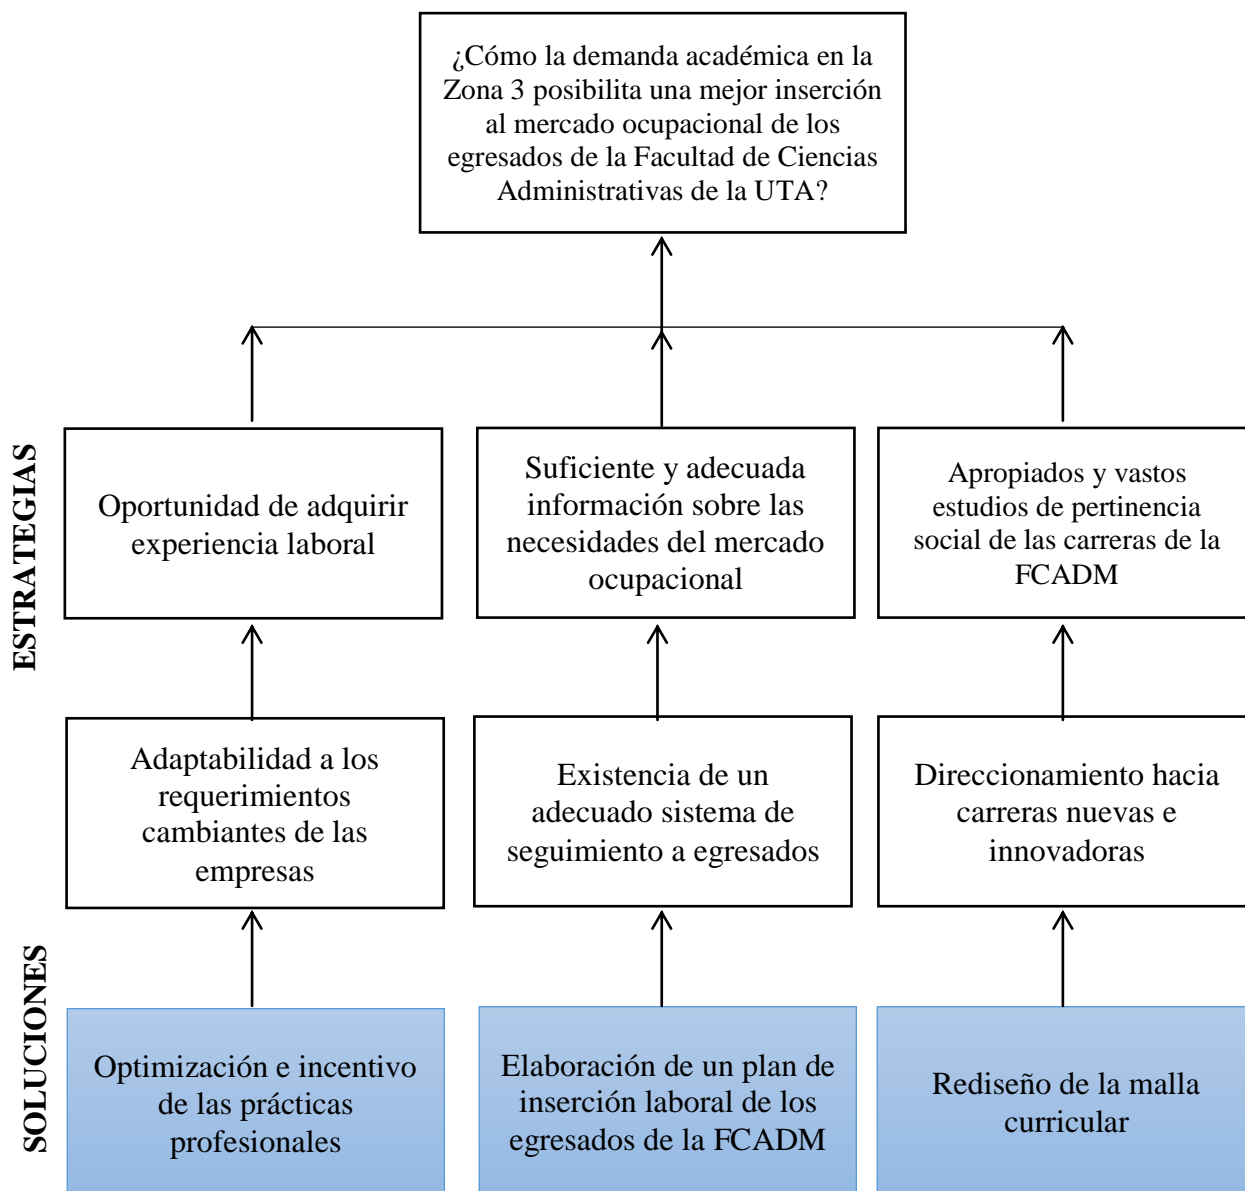 ¿Cómo la demanda académica en la
Zona 3 posibilita una mejor inserción
al mercado ocupacional de los
egresados de la Facultad de Ciencias
Administrativas de la UTA?
ESTRATEGIAS
Oportunidad de adquirir
experiencia laboral
Suficiente y adecuada
información sobre las
necesidades del mercado
ocupacional
Apropiados y vastos
estudios de pertinencia
social de las carreras de la
FCADM
Adaptabilidad a los
requerimientos
cambiantes de las
empresas
Existencia de un
adecuado sistema de
seguimiento a egresados
Direccionamiento hacia
carreras nuevas e
innovadoras
SOLUCIONES
Optimización e incentivo
de las prácticas
profesionales
Elaboración de un plan de
inserción laboral de los
egresados de la FCADM
Rediseño de la malla
curricular